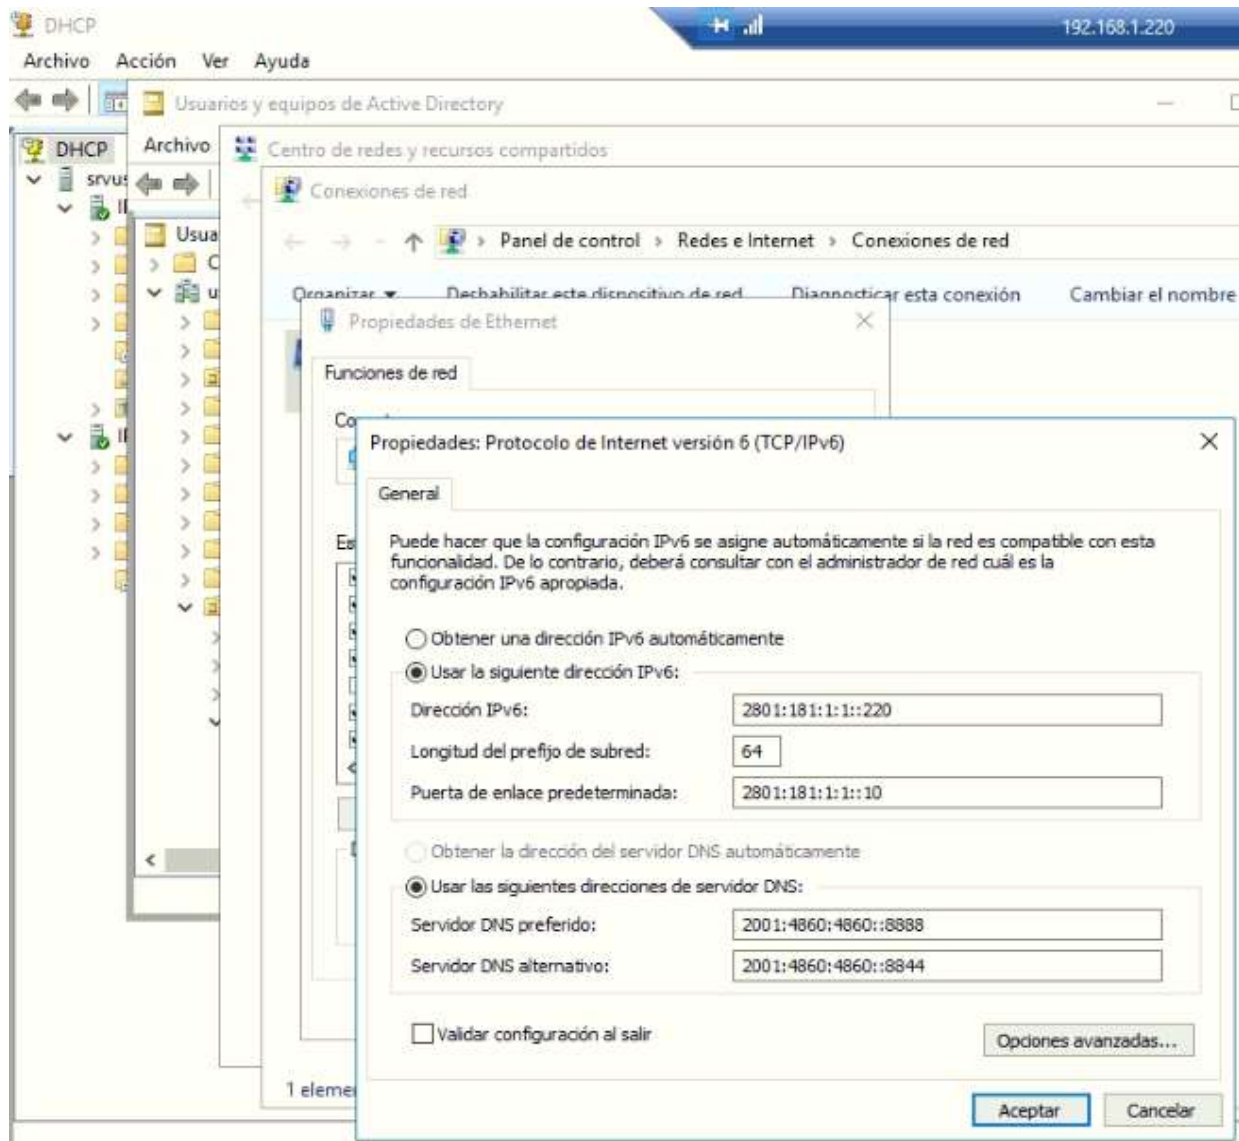 DHCP
192.168.1.220
Archivo Acción Ver Ayuda
Usuarios y equipos de Active Directory
DHCP
Archivo
Centro de redes y recursos compartidos
Conexiones de red
Panel de control > Redes e Internet > Conexiones de red
Organizar Deshabilitar este dispositivo de red Diagnosticar esta conexión Cambiar el nombre
Propiedades de Ethernet
Funciones de red
Propiedades: Protocolo de Internet versión 6 (TCP/IPv6)
General
Puede hacer que la configuración IPv6 se asigne automáticamente si la red es compatible con esta
funcionalidad. De lo contrario, deberá consultar con el administrador de red cuál es la
configuración IPv6 apropiada.
Obtener una dirección IPv6 automáticamente
Usar la siguiente dirección IPv6:
Dirección IPv6: 2801:181:1:1::220
Longitud del prefijo de subred: 64
Puerta de enlace predeterminada: 2801:181:1:1::10
Obtener la dirección del servidor DNS automáticamente
Usar las siguientes direcciones de servidor DNS:
Servidor DNS preferido: 2001:4860:4860::8888
Servidor DNS alternativo: 2001:4860:4860::8844
Validar configuración al salir
Opciones avanzadas...
Aceptar Cancelar